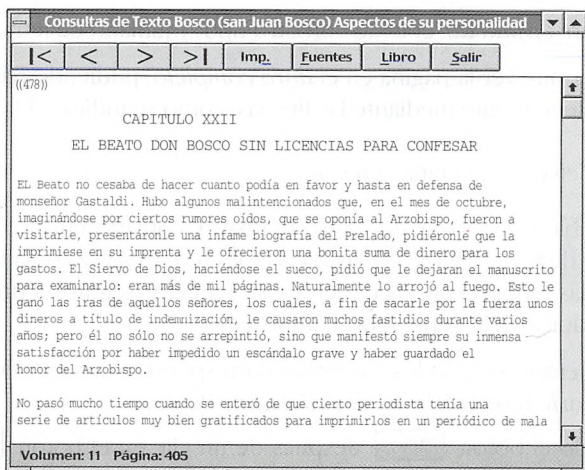 Consultas de Texto Bosco (san Juan Bosco) Aspectos de su personalidad
|< < > >| Imp. Fuentes Libro Salir
((478))
CAPITULO XXII
EL BEATO DON BOSCO SIN LICENCIAS PARA CONFESAR
EL Beato no cesaba de hacer cuanto podía en favor y hasta en defensa de
monseñor Gastaldi. Hubo algunos malintencionados que, en el mes de octubre,
imaginándose por ciertos rumores oídos, que se oponía al Arzobispo, fueron a
visitarle, presentáronle una infame biografía del Prelado, pidiéronle que la
imprimiese en su imprenta y le ofrecieron una bonita suma de dinero para los
gastos. El Siervo de Dios, haciéndose el sueco, pidió que le dejaran el manuscrito
para examinarlo: eran más de mil páginas. Naturalmente lo arrojó al fuego. Esto le
ganó las iras de aquellos señores, los cuales, a fin de sacarle por la fuerza unos
dineros a título de indemnización, le causaron muchos fastidios durante varios
años; pero él no sólo no se arrepintió, sino que manifestó siempre su inmensa
satisfacción por haber impedido un escándalo grave y haber guardado el
honor del Arzobispo.
No pasó mucho tiempo cuando se enteró de que cierto periodista tenía una
serie de artículos muy bien gratificados para imprimirlos en un periódico de mala
Volumen: 11 Página: 405